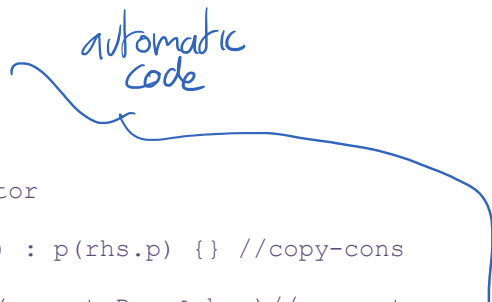 automatic
code
tor
) : p(rhs.p) {} //copy-cons